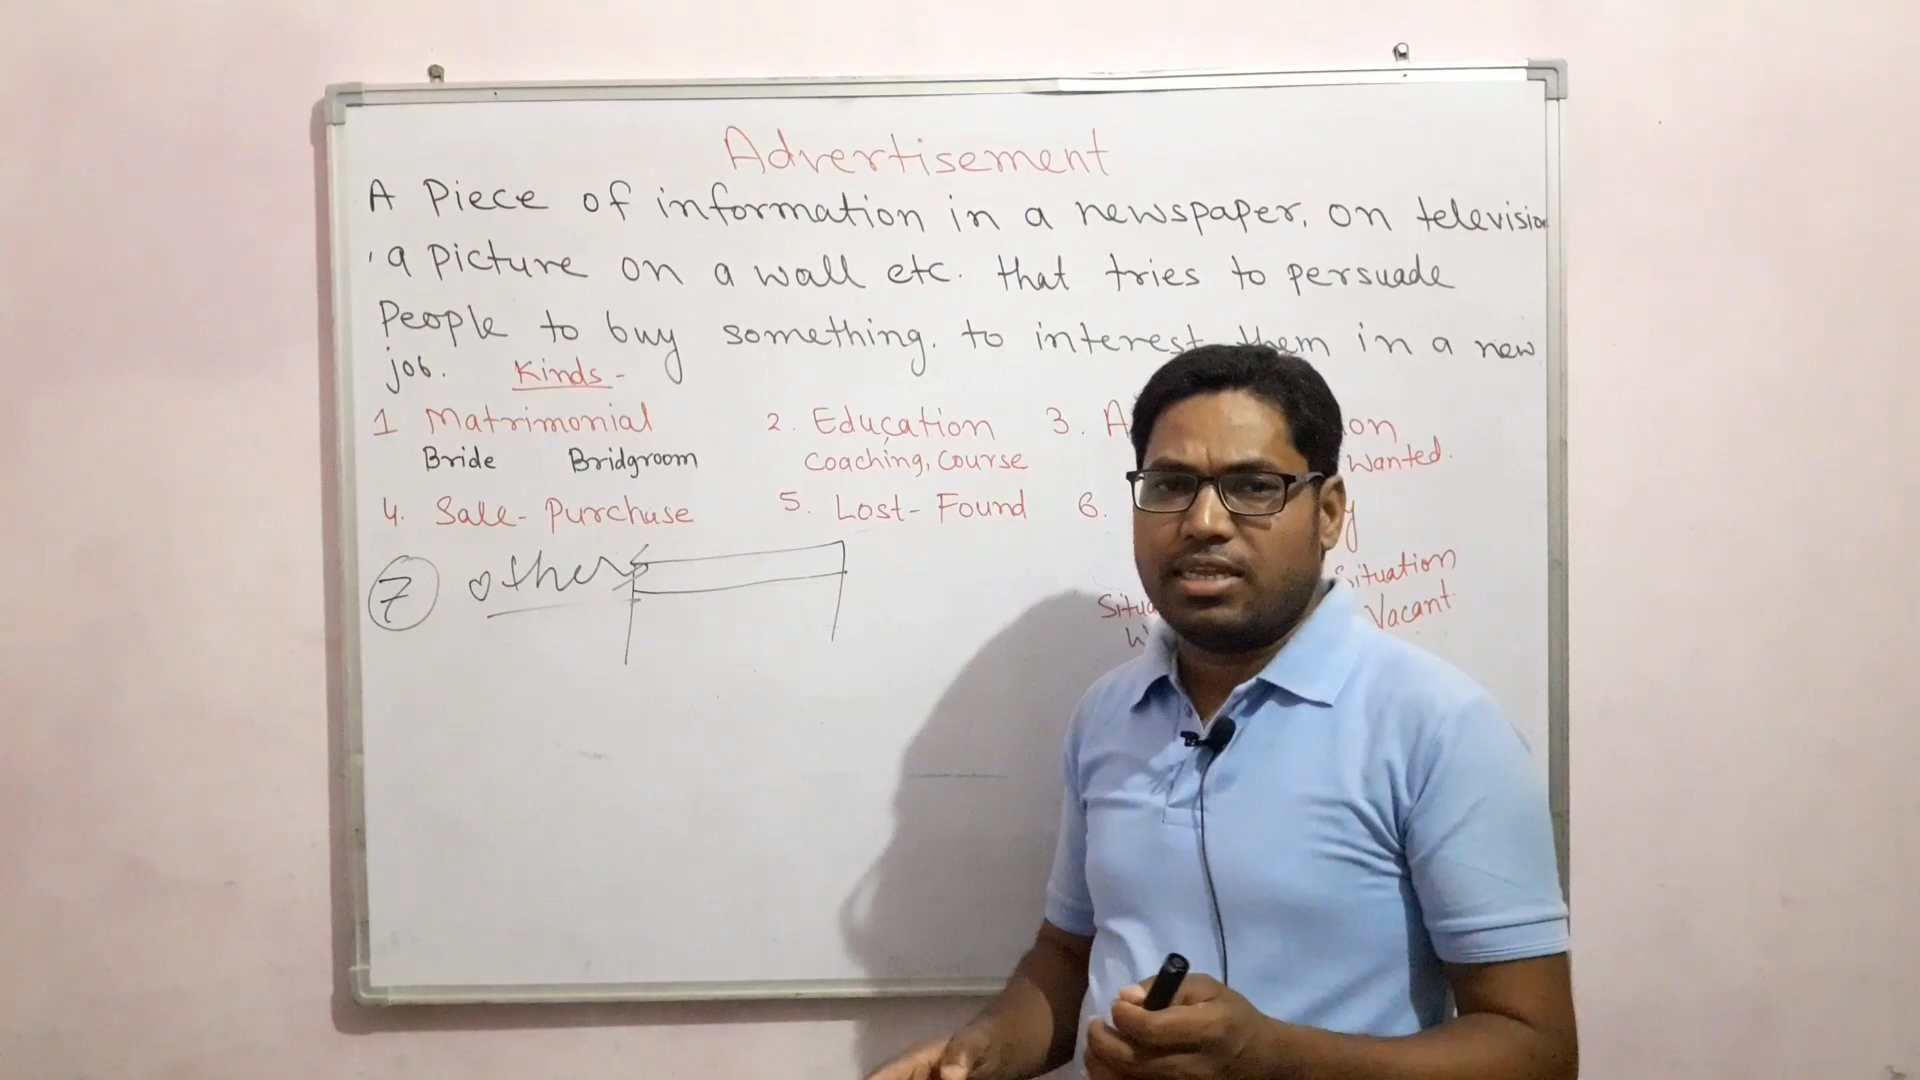 Advertisement
A Piece of information in a newspaper, on television
, a picture on a wall etc. that tries to persuade
People to buy something, to interest them in a new
job. Kinds -
1 Matrimonial 2. Education 3.
Bride Bridgroom Coaching, Course Wanted.
4. Sale - Purchase 5. Lost - Found 6.
7 others
Situation
Vacant